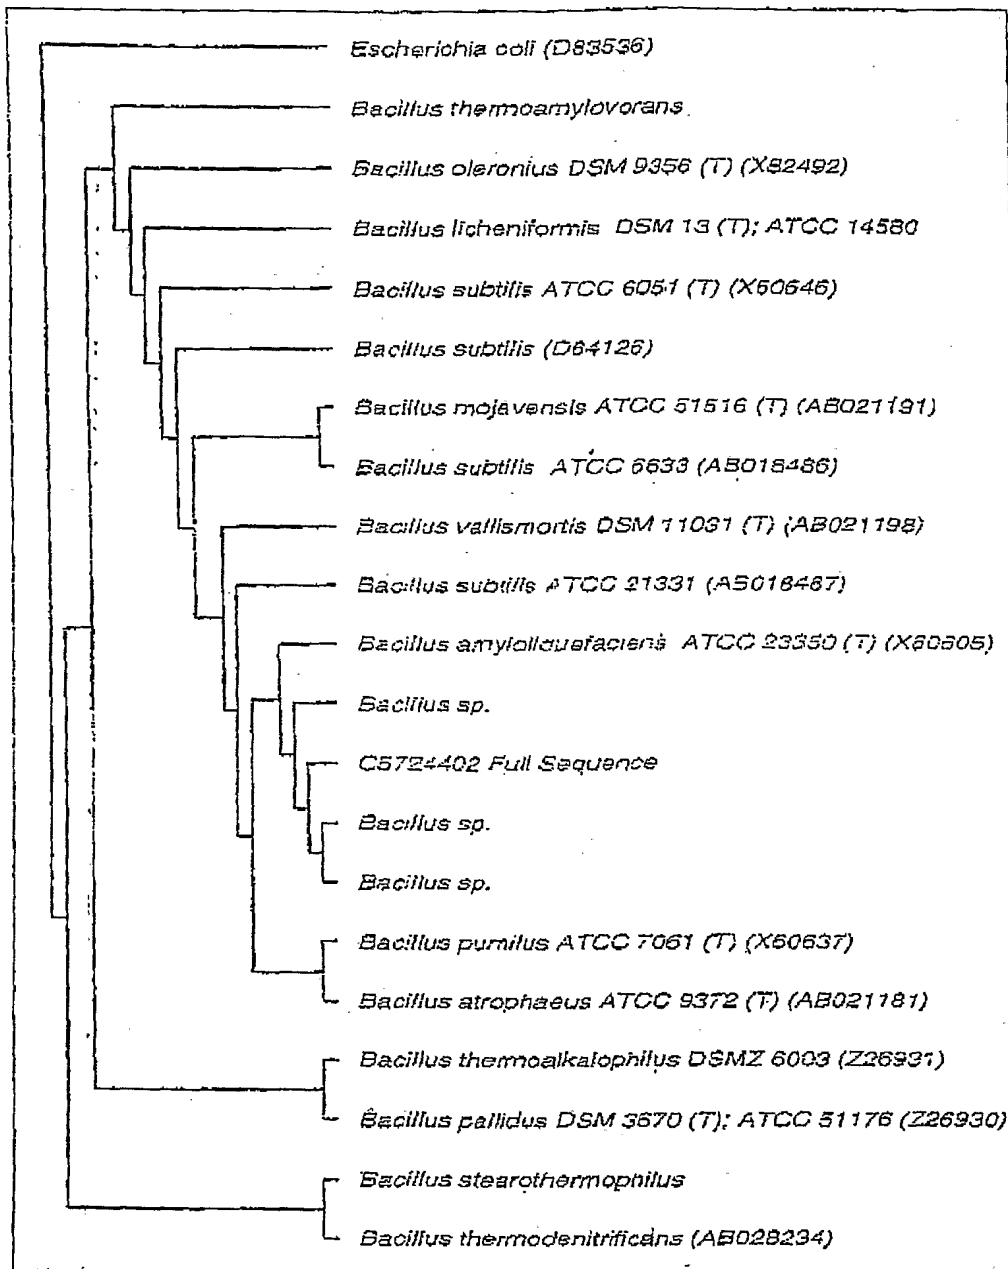 Escherichia coli (D83536)
Bacillus thermoamylovorans.
Bacillus oleronius DSM 9356 (T) (X82492)
Bacillus licheniformis DSM 13 (T); ATCC 14580
Bacillus subtilis ATCC 6051 (T) (X60646)
Bacillus subtilis (D64126)
Bacillus mojavensis ATCC 51516 (T) (AB021191)
Bacillus subtilis ATCC 6633 (AB018486)
Bacillus vallismortis DSM 11031 (T) (AB021198)
Bacillus subtilis ATCC 21331 (AB018487)
Bacillus amyloliquefaciens ATCC 23350 (T) (X60605)
Bacillus sp.
C5724402 Full Sequence
Bacillus sp.
Bacillus sp.
Bacillus pumilus ATCC 7061 (T) (X60637)
Bacillus atrophaeus ATCC 9372 (T) (AB021181)
Bacillus thermoalkalophilus DSMZ 6003 (Z26931)
Bacillus pallidus DSM 3670 (T); ATCC 51176 (Z26930)
Bacillus stearothermophilus
Bacillus thermodenitrificans (AB028234)